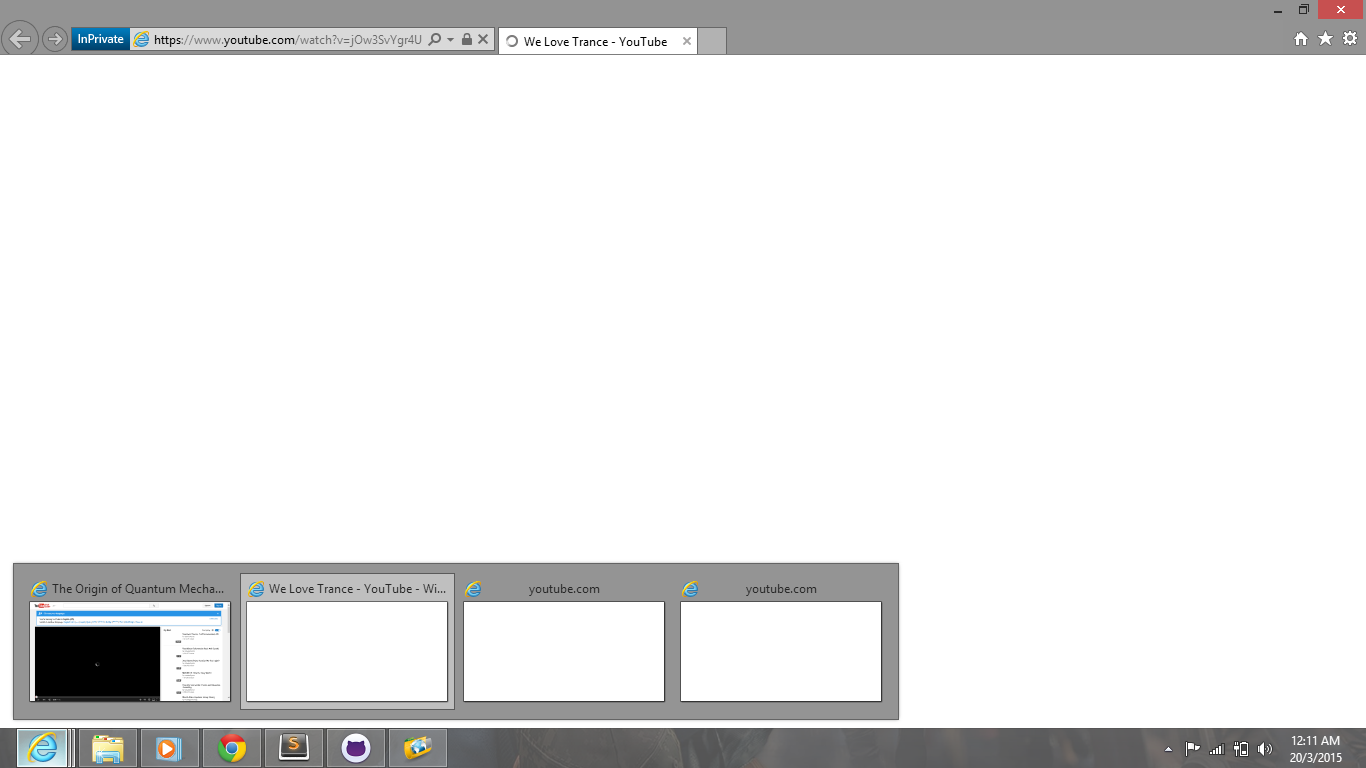 InPrivate
https://www.youtube.com/watch?v=jOw3SvYgr4U
We Love Trance - YouTube
The Origin of Quantum Mecha...
We Love Trance - YouTube - Wi...
youtube.com
youtube.com
12:11 AM
20/3/2015